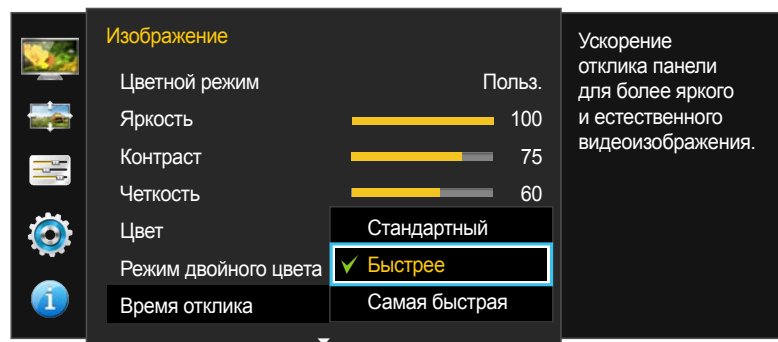 Изображение
Цветной режим Польз.
Яркость 100
Контраст 75
Четкость 60
Цвет
Режим двойного цвета
Время отклика
Стандартный
Быстрее
Самая быстрая
Ускорение
отклика панели
для более яркого
и естественного
видеоизображения.